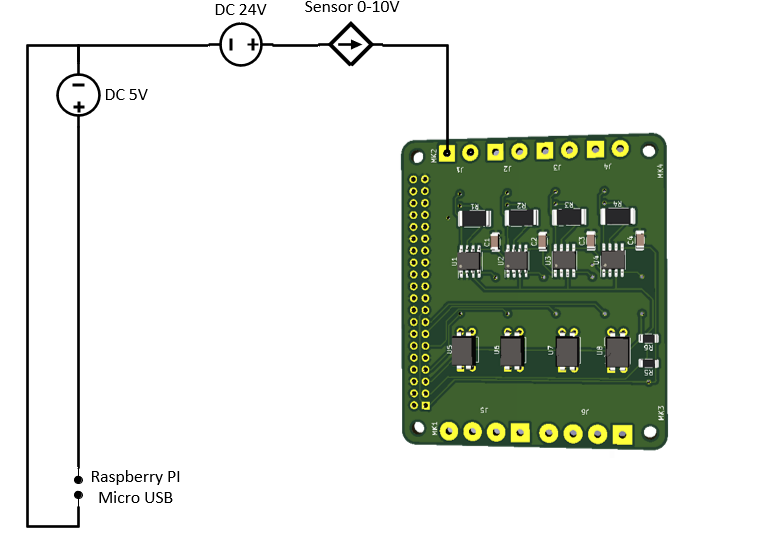 DC 24V
Sensor 0-10V
DC 5V
MK2
J1
J2
J3
J4
MK4
R1
R2
R3
R4
C1
C2
C3
C4
U1
U2
U3
U4
U5
U6
U7
U8
R6
R5
J5
J6
MK1
MK3
Raspberry PI
Micro USB